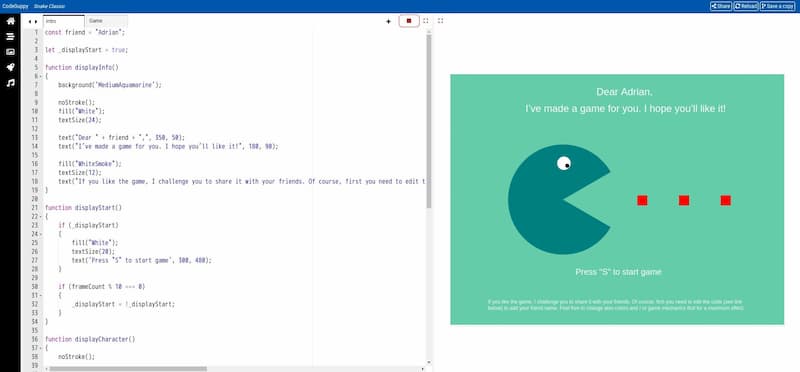 CodeGuppy Snake Classic Share Reload Save a copy
Intro Game
1 const friend = "Adrian";
2
3 let _displayStart = true;
4
5 function displayInfo()
6 {
7 background('MediumAquamarine');
8
9 noStroke();
10 fill("White");
11 textSize(24);
12
13 text("Dear " + friend + ",", 350, 50);
14 text("I've made a game for you. I hope you'll like it!", 180, 90);
15
16 fill("WhiteSmoke");
17 textSize(12);
18 text("If you like the game, I challenge you to share it with your friends. Of course, first you need to edit t
19 }
20
21 function displayStart()
22 {
23 if (_displayStart)
24 {
25 fill("White");
26 textSize(20);
27 text('Press "S" to start game', 300, 480);
28 }
29
30 if (frameCount % 10 === 0)
31 {
32 _displayStart = !_displayStart;
33 }
34 }
35
36 function displayCharacter()
37 {
38 noStroke();
39
Dear Adrian,
I've made a game for you. I hope you'll like it!
Press "S" to start game
If you like the game, I challenge you to share it with your friends. Of course, first you need to edit the code (see link
below) to add your friend name. Feel free to change also colors and / or game mechanics